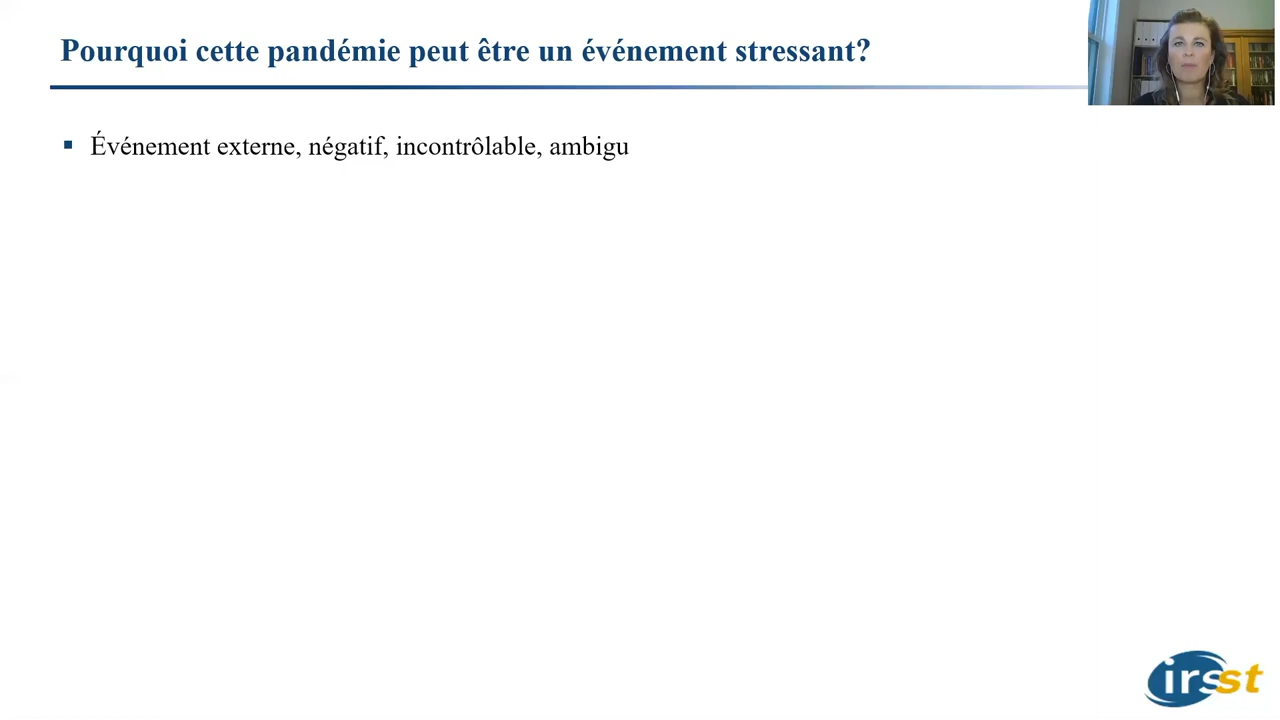 Pourquoi cette pandémie peut être un événement stressant?
Événement externe, négatif, incontrôlable, ambigu
irsst